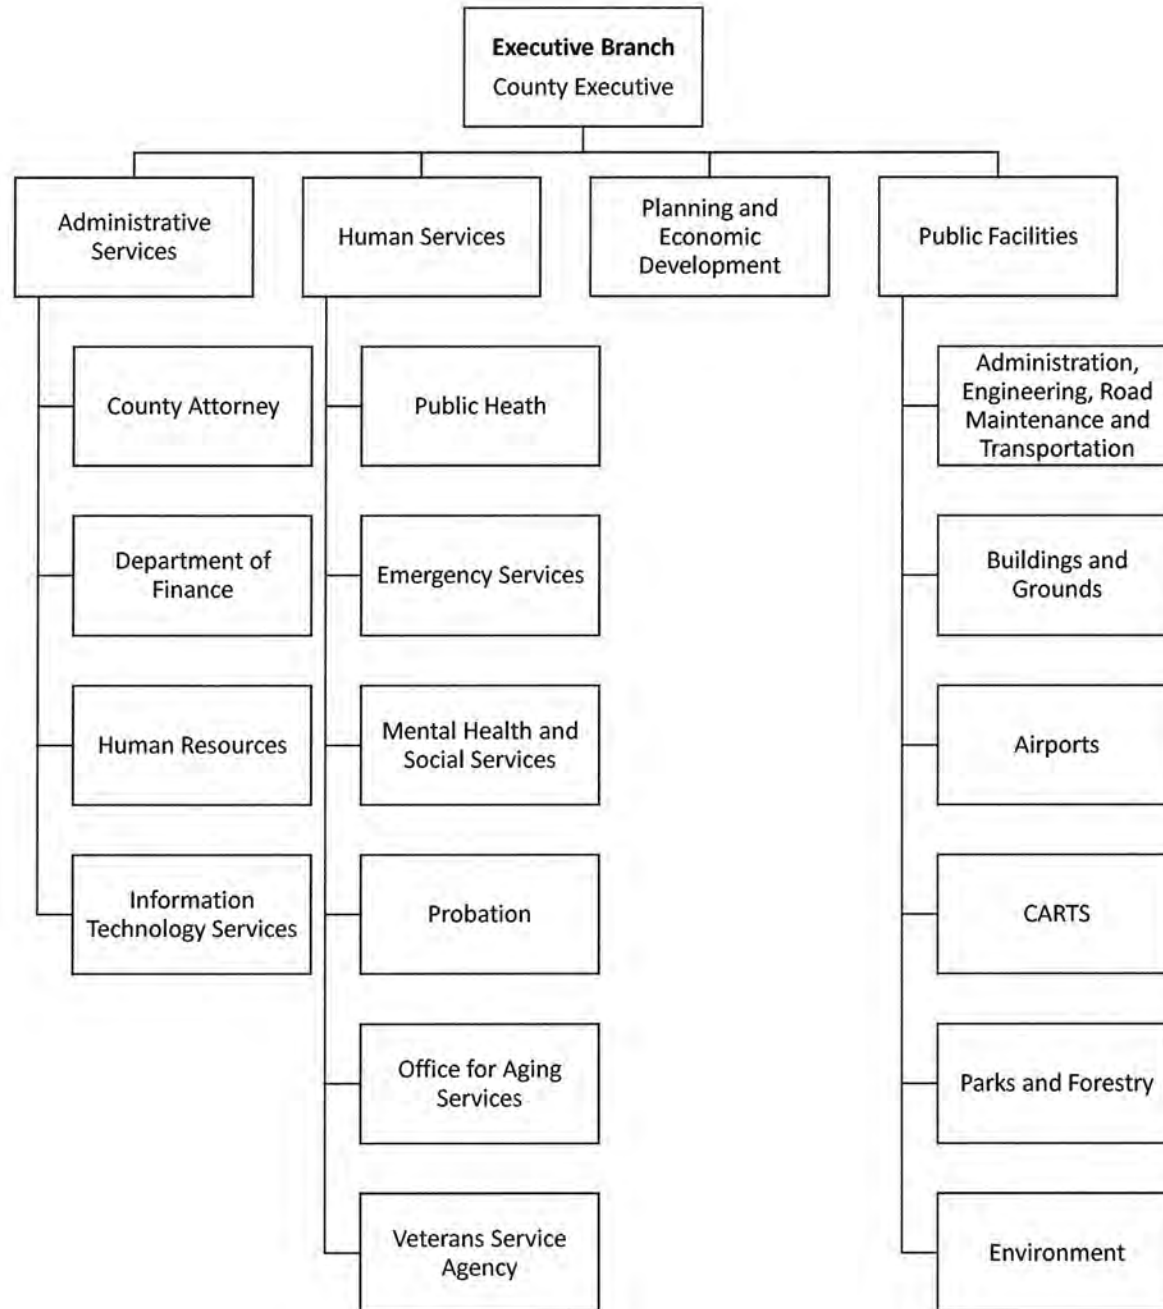 Executive Branch
County Executive
Administrative
Services
Human Services
Planning and
Economic
Development
Public Facilities
County Attorney
Public Heath
Administration,
Engineering, Road
Maintenance and
Transportation
Department of
Finance
Emergency Services
Buildings and
Grounds
Human Resources
Mental Health and
Social Services
Airports
Information
Technology Services
Probation
CARTS
Office for Aging
Services
Parks and Forestry
Veterans Service
Agency
Environment